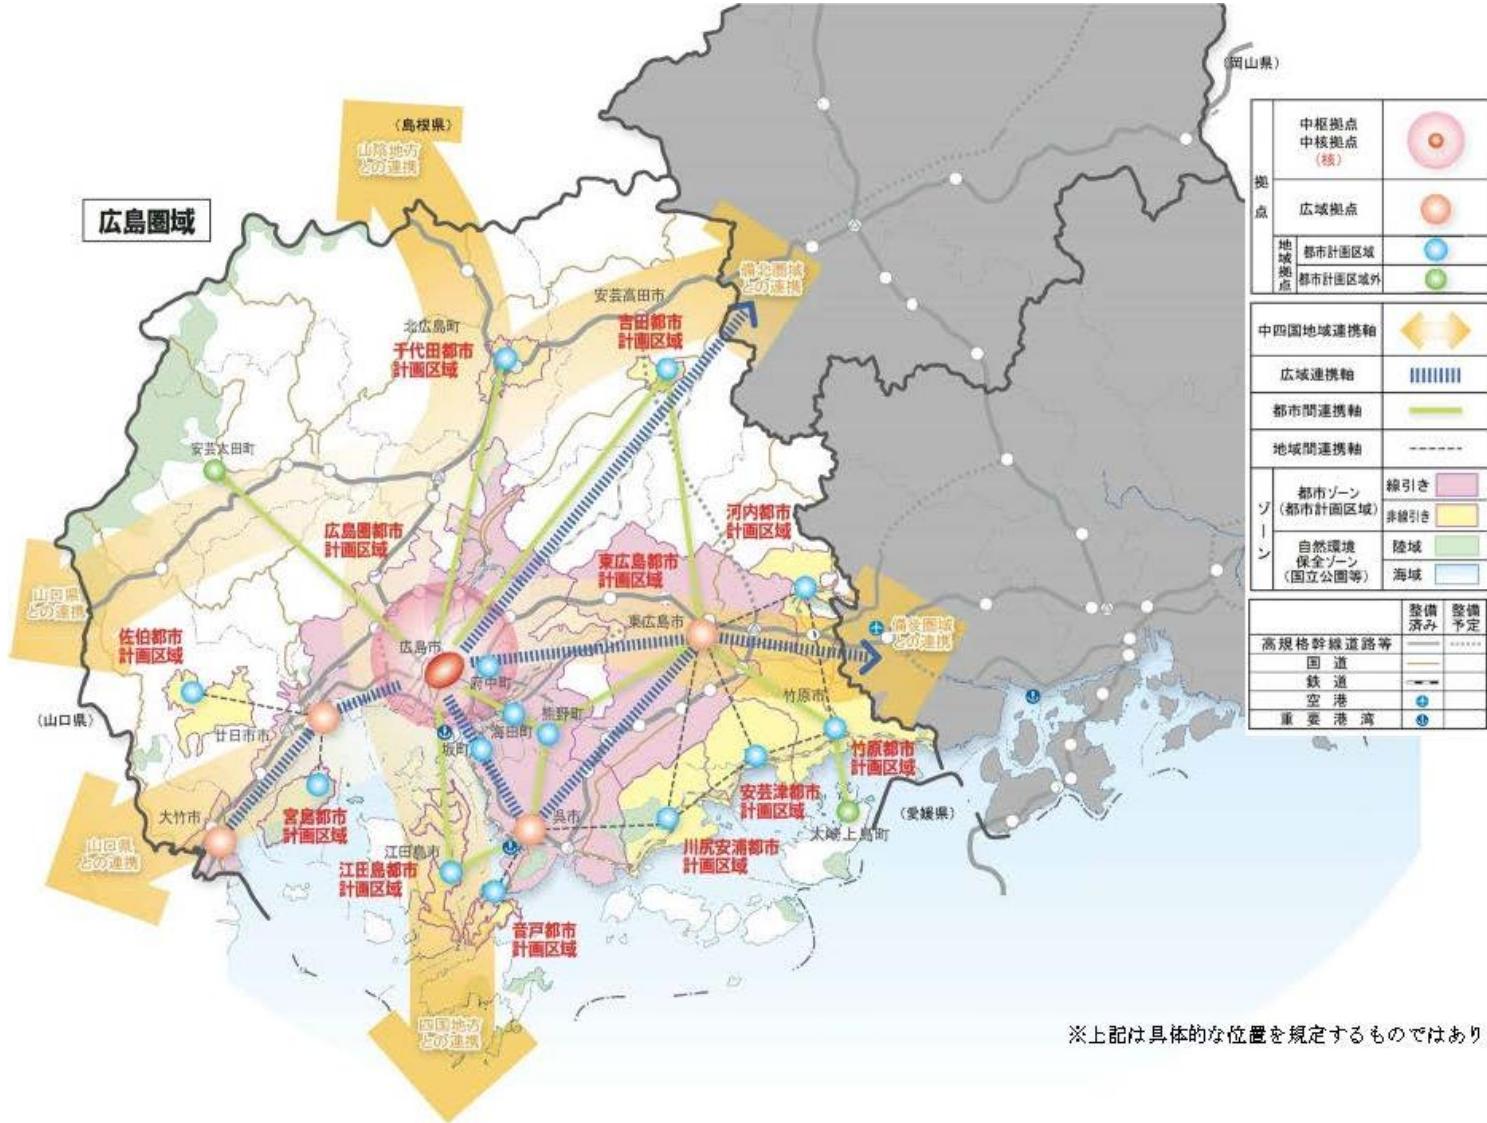 (岡山県)
(島根県)
山陰地方
との連携
広島圏域
備北圏域
との連携
安芸高田市
北広島町
吉田都市
計画区域
千代田都市
計画区域
安芸太田町
河内都市
計画区域
広島圏都市
計画区域
東広島都市
計画区域
山口県
との連携
佐伯都市
計画区域
広島市
東広島市
備後圏域
との連携
府中町
竹原市
(山口県)
廿日市市
海田町
熊野町
坂町
竹原都市
計画区域
安芸津都市
計画区域
大竹市
宮島都市
計画区域
呉市
(愛媛県)
大崎上島町
山口県
との連携
江田島市
江田島都市
計画区域
川尻安浦都市
計画区域
音戸都市
計画区域
四国地方
との連携
拠点
中枢拠点
中核拠点
(核)
広域拠点
地域拠点
都市計画区域
都市計画区域外
中四国地域連携軸
広域連携軸
都市間連携軸
地域間連携軸
ゾーン
都市ゾーン
(都市計画区域)
線引き
非線引き
自然環境
保全ゾーン
(国立公園等)
陸域
海域
整備済み
整備予定
高規格幹線道路等
国道
鉄道
空港
重要港湾
※上記は具体的な位置を規定するものではあり